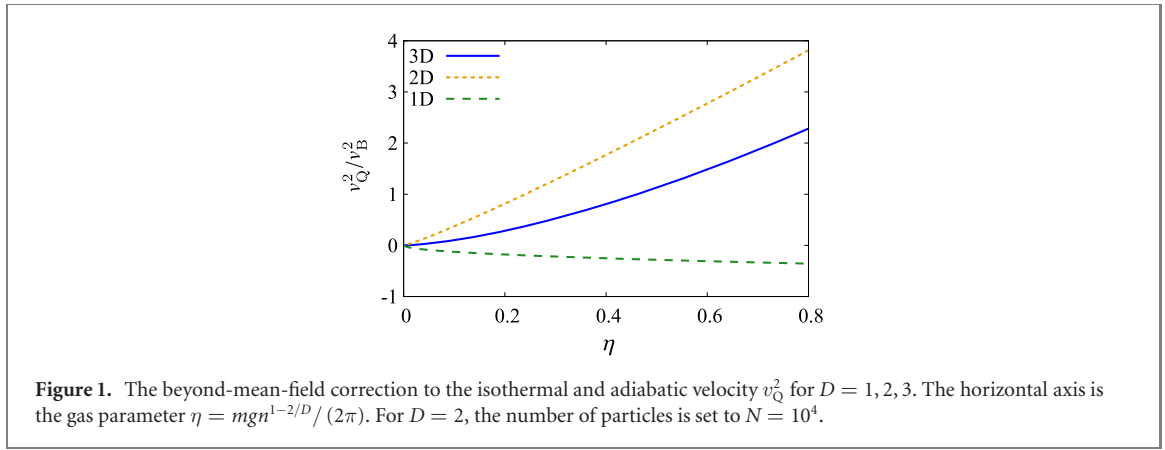 4
3D
2D
3
1D
2
v_Q^2/v_B^2
1
0
-1
0 0.2 0.4 0.6 0.8
η
Figure 1. The beyond-mean-field correction to the isothermal and adiabatic velocity v_Q^2 for D = 1, 2, 3. The horizontal axis is
the gas parameter η = mgn^{1−2/D}/ (2π). For D = 2, the number of particles is set to N = 10^4.